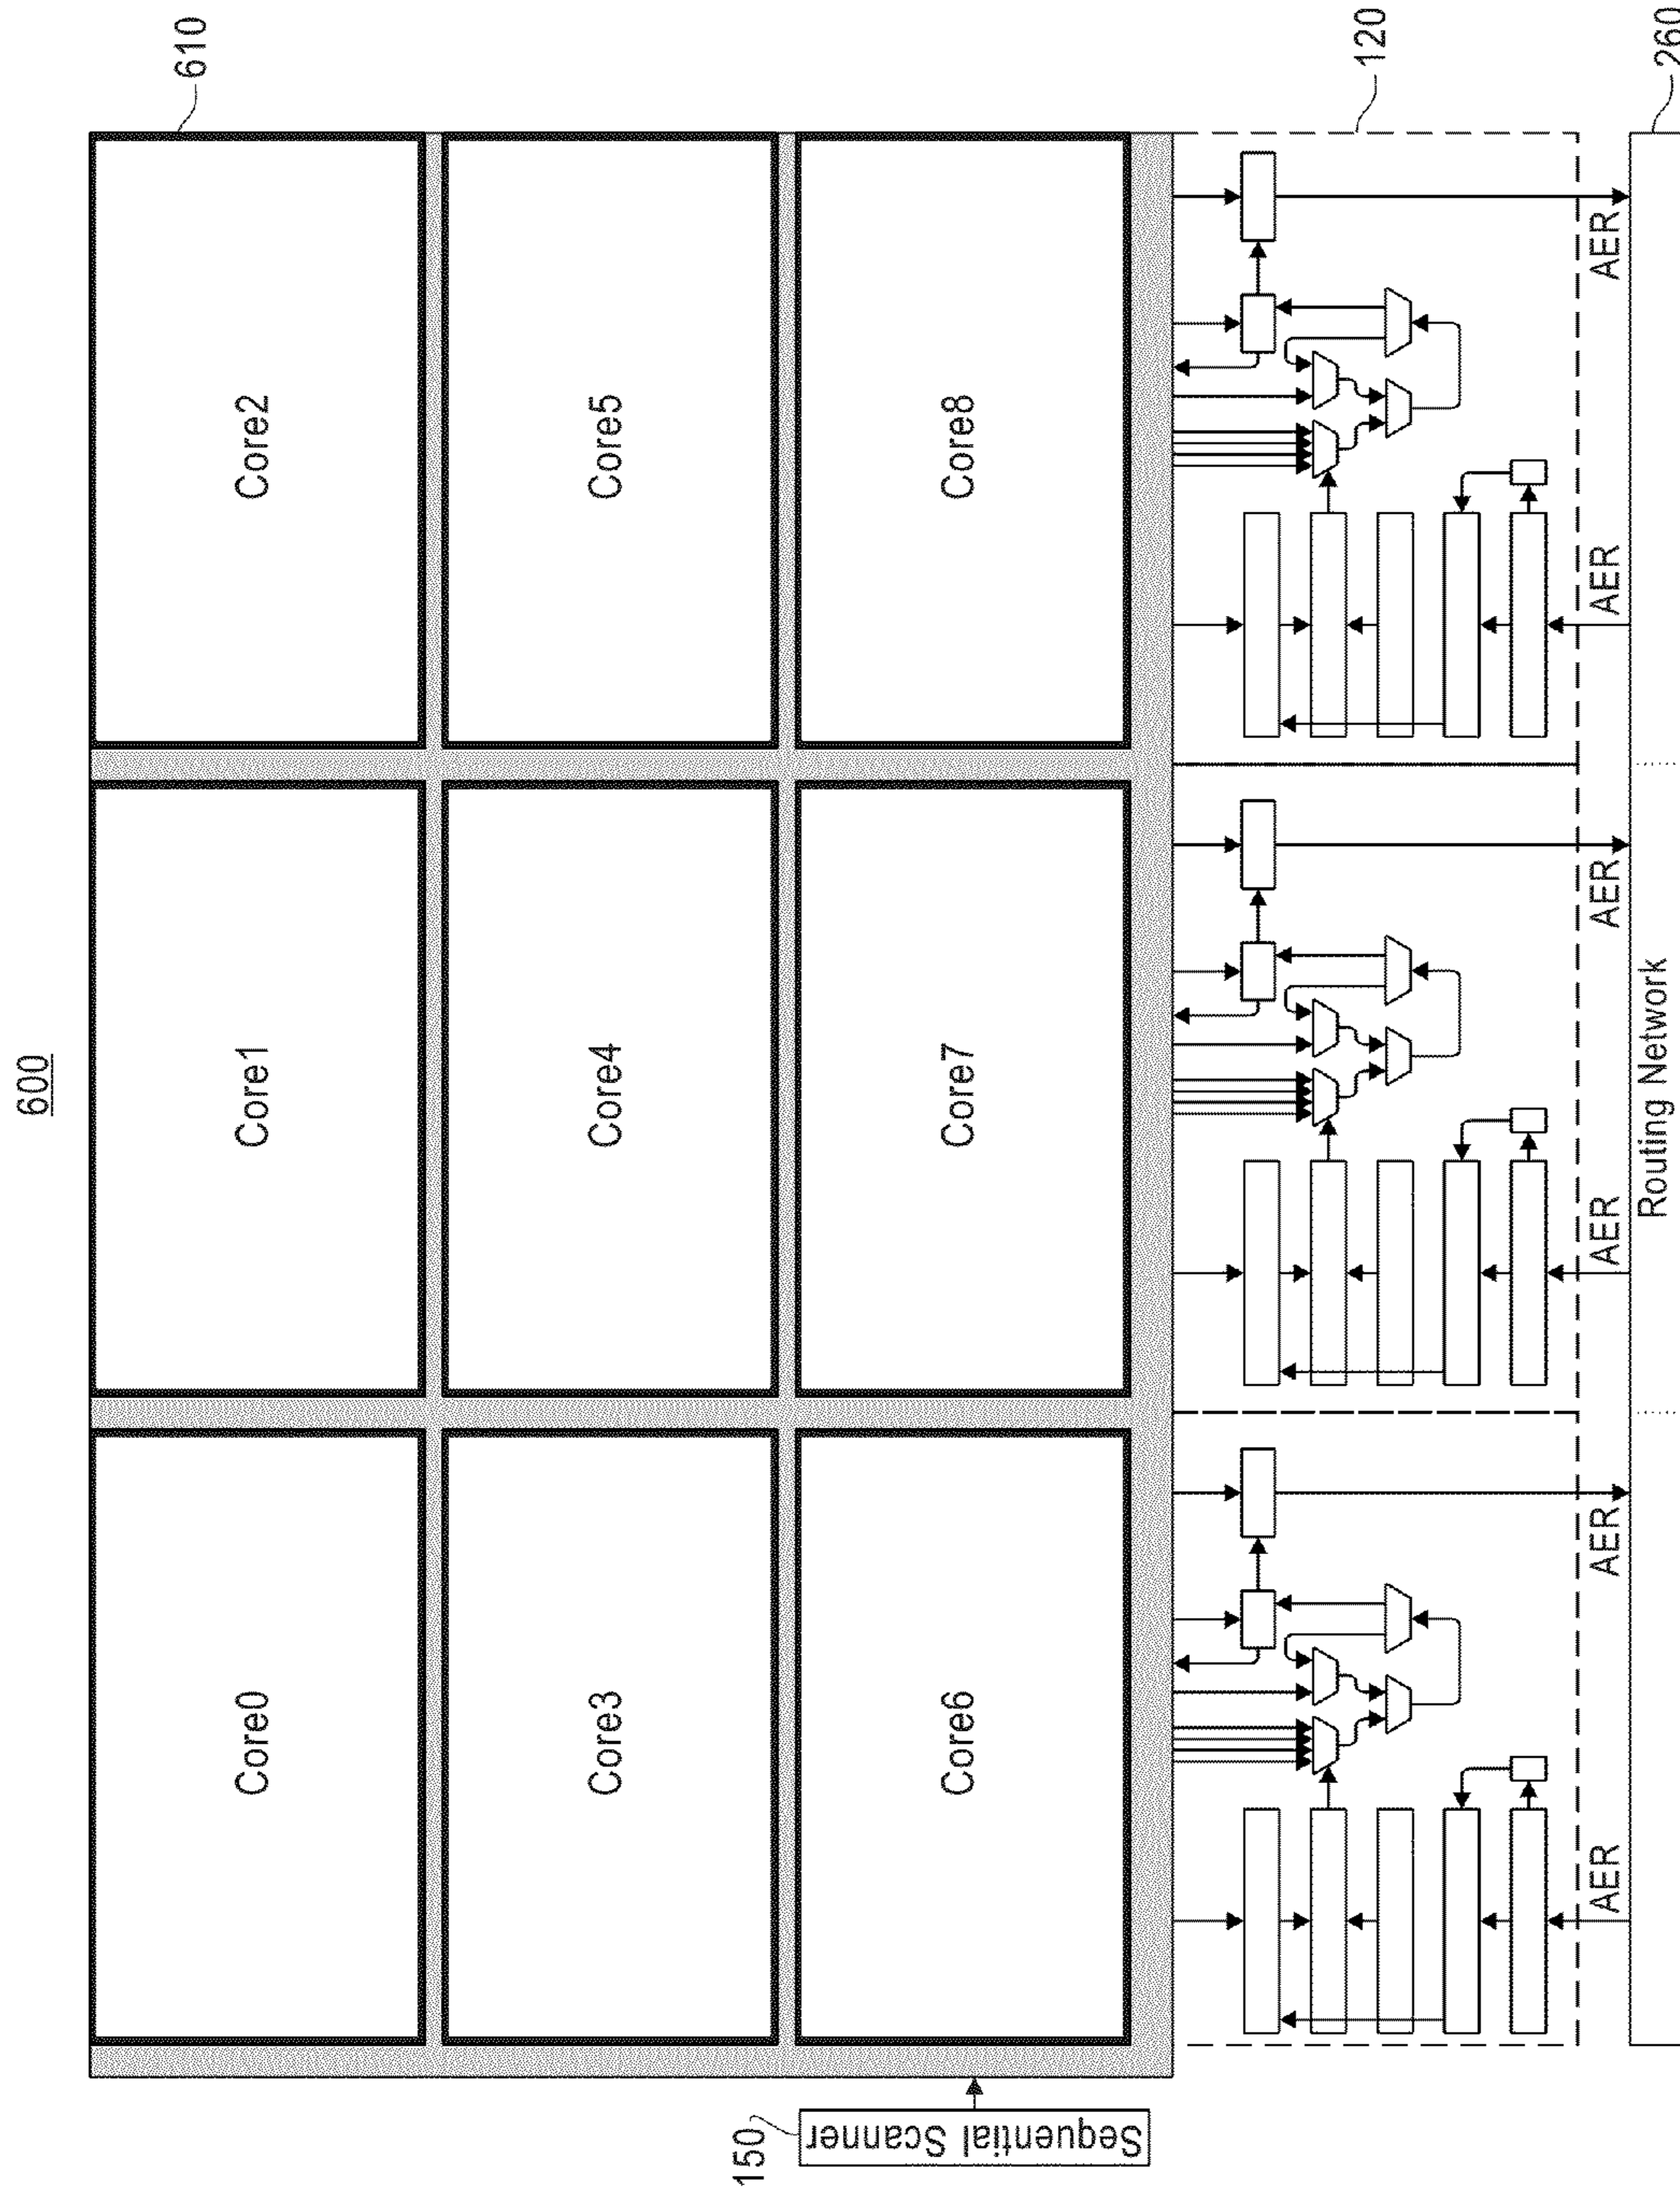 600
Core0
Core1
Core2
610
Core3
Core4
Core5
Core6
Core7
Core8
150
Sequential Scanner
120
AER
AER
AER
AER
AER
AER
Routing Network
260